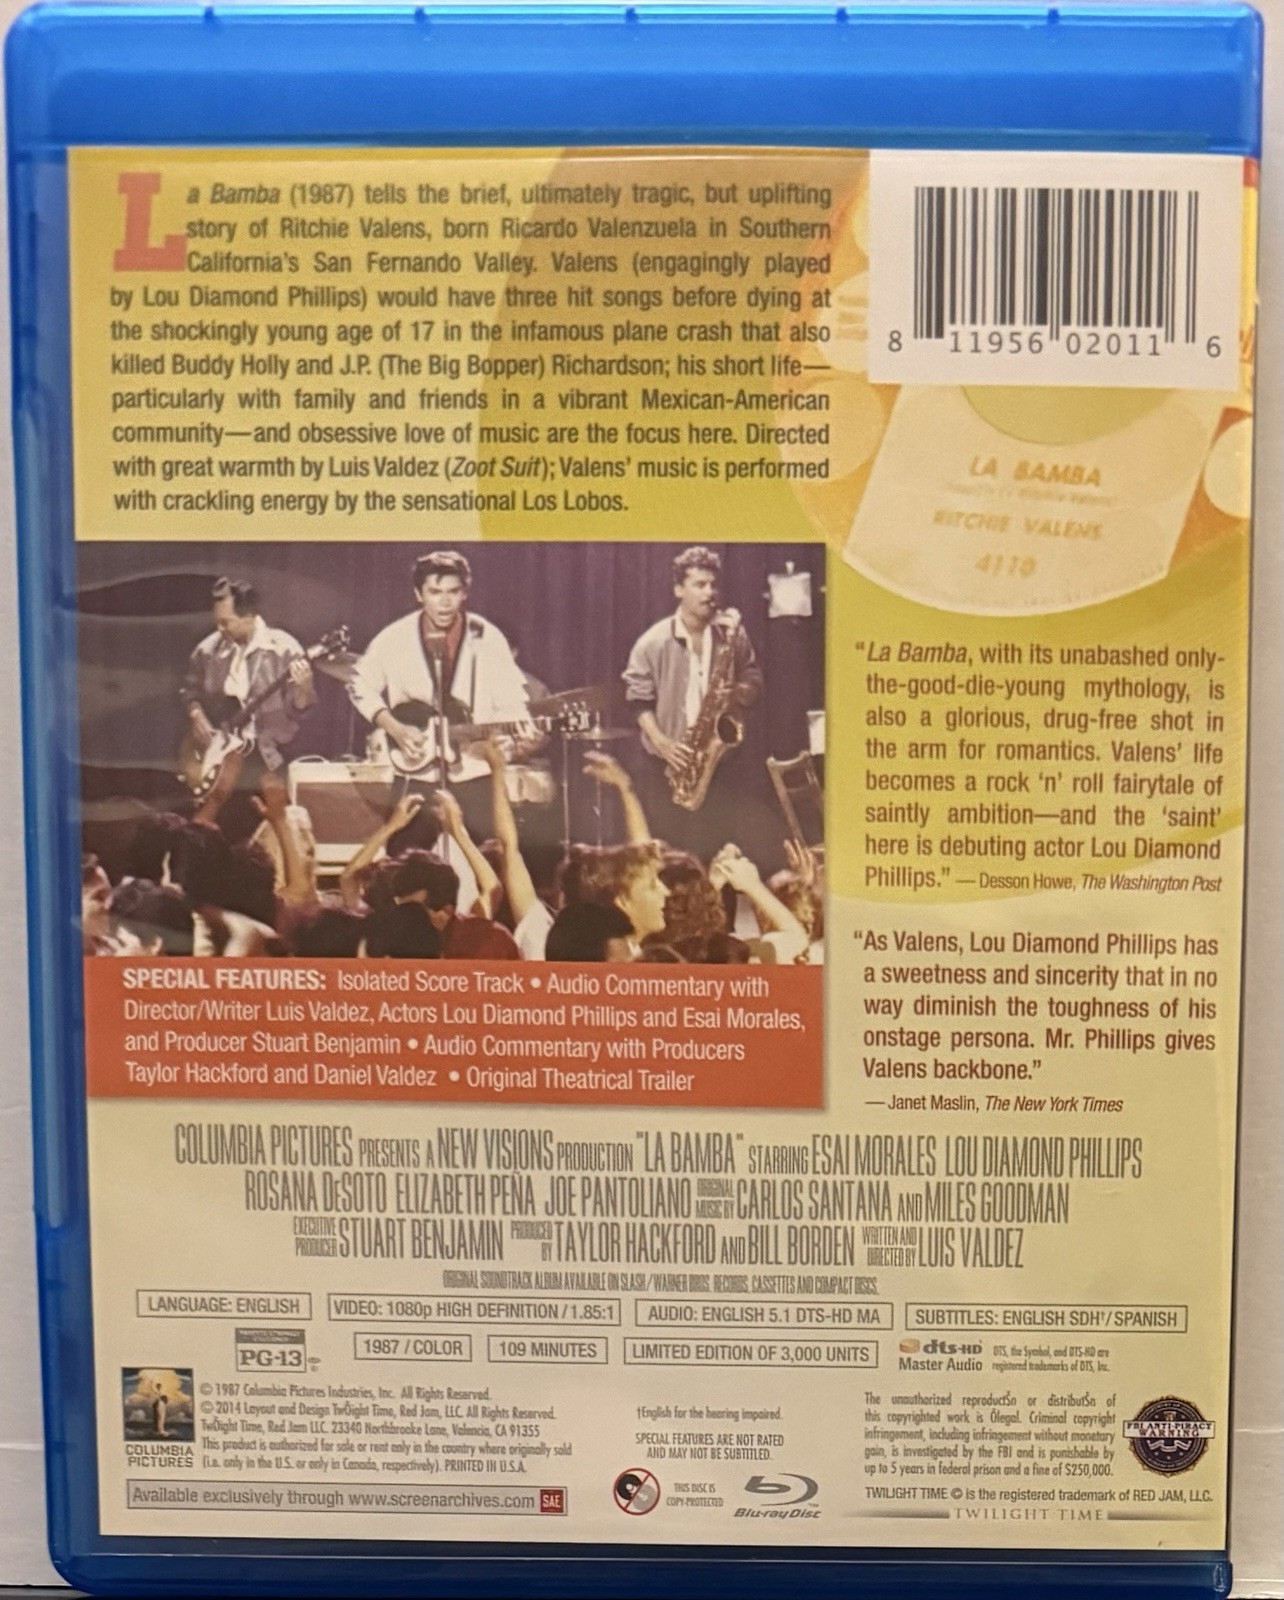 La Bamba (1987) tells the brief, ultimately tragic, but uplifting
story of Ritchie Valens, born Ricardo Valenzuela in Southern
California's San Fernando Valley. Valens (engagingly played
by Lou Diamond Phillips) would have three hit songs before dying at
the shockingly young age of 17 in the infamous plane crash that also
killed Buddy Holly and J.P. (The Big Bopper) Richardson; his short life—
particularly with family and friends in a vibrant Mexican-American
community—and obsessive love of music are the focus here. Directed
with great warmth by Luis Valdez (Zoot Suit); Valens' music is performed
with crackling energy by the sensational Los Lobos.
8 11956 02011 6
LA BAMBA
RITCHIE VALENS
4110
"La Bamba, with its unabashed only-
the-good-die-young mythology, is
also a glorious, drug-free shot in
the arm for romantics. Valens' life
becomes a rock 'n' roll fairytale of
saintly ambition—and the 'saint'
here is debuting actor Lou Diamond
Phillips." — Desson Howe, The Washington Post
"As Valens, Lou Diamond Phillips has
a sweetness and sincerity that in no
way diminish the toughness of his
onstage persona. Mr. Phillips gives
Valens backbone."
— Janet Maslin, The New York Times
SPECIAL FEATURES: Isolated Score Track • Audio Commentary with
Director/Writer Luis Valdez, Actors Lou Diamond Phillips and Esai Morales,
and Producer Stuart Benjamin • Audio Commentary with Producers
Taylor Hackford and Daniel Valdez • Original Theatrical Trailer
COLUMBIA PICTURES PRESENTS A NEW VISIONS PRODUCTION "LA BAMBA" STARRING ESAI MORALES LOU DIAMOND PHILLIPS
ROSANA DeSOTO ELIZABETH PEÑA JOE PANTOLIANO ORIGINAL MUSIC BY CARLOS SANTANA AND MILES GOODMAN
EXECUTIVE PRODUCER STUART BENJAMIN PRODUCED BY TAYLOR HACKFORD AND BILL BORDEN WRITTEN AND DIRECTED BY LUIS VALDEZ
ORIGINAL SOUNDTRACK ALBUM AVAILABLE ON SLASH/WARNER BROS. RECORDS, CASSETTES AND COMPACT DISCS.
LANGUAGE: ENGLISH
VIDEO: 1080p HIGH DEFINITION / 1.85:1
AUDIO: ENGLISH 5.1 DTS-HD MA
SUBTITLES: ENGLISH SDH†/SPANISH
PG-13
1987 / COLOR
109 MINUTES
LIMITED EDITION OF 3,000 UNITS
dts-HD
Master Audio
DTS, the Symbol, and DTS-HD are
registered trademarks of DTS, Inc.
COLUMBIA
PICTURES
© 1987 Columbia Pictures Industries, Inc. All Rights Reserved.
© 2014 Layout and Design TwŎight Time, Red Jam, LLC. All Rights Reserved.
TwŎight Time, Red Jam LLC. 23340 Northbrooke Lane, Valencia, CA 91355
This product is authorized for sale or rent only in the country where originally sold
(i.e. only in the U.S. or only in Canada, respectively). PRINTED IN U.S.A.
Available exclusively through www.screenarchives.com SAE
†English for the hearing impaired.
SPECIAL FEATURES ARE NOT RATED
AND MAY NOT BE SUBTITLED.
THIS DISC IS
COPY-PROTECTED
Blu-ray Disc
The unauthorized reproductŠn or distributŠn of
this copyrighted work is Ŏlegal. Criminal copyright
infringement, including infringement without monetary
gain, is investigated by the FBI and is punishable by
up to 5 years in federal prison and a fine of $250,000.
FBI ANTI-PIRACY
WARNING
TWILIGHT TIME © is the registered trademark of RED JAM, LLC.
TWILIGHT TIME